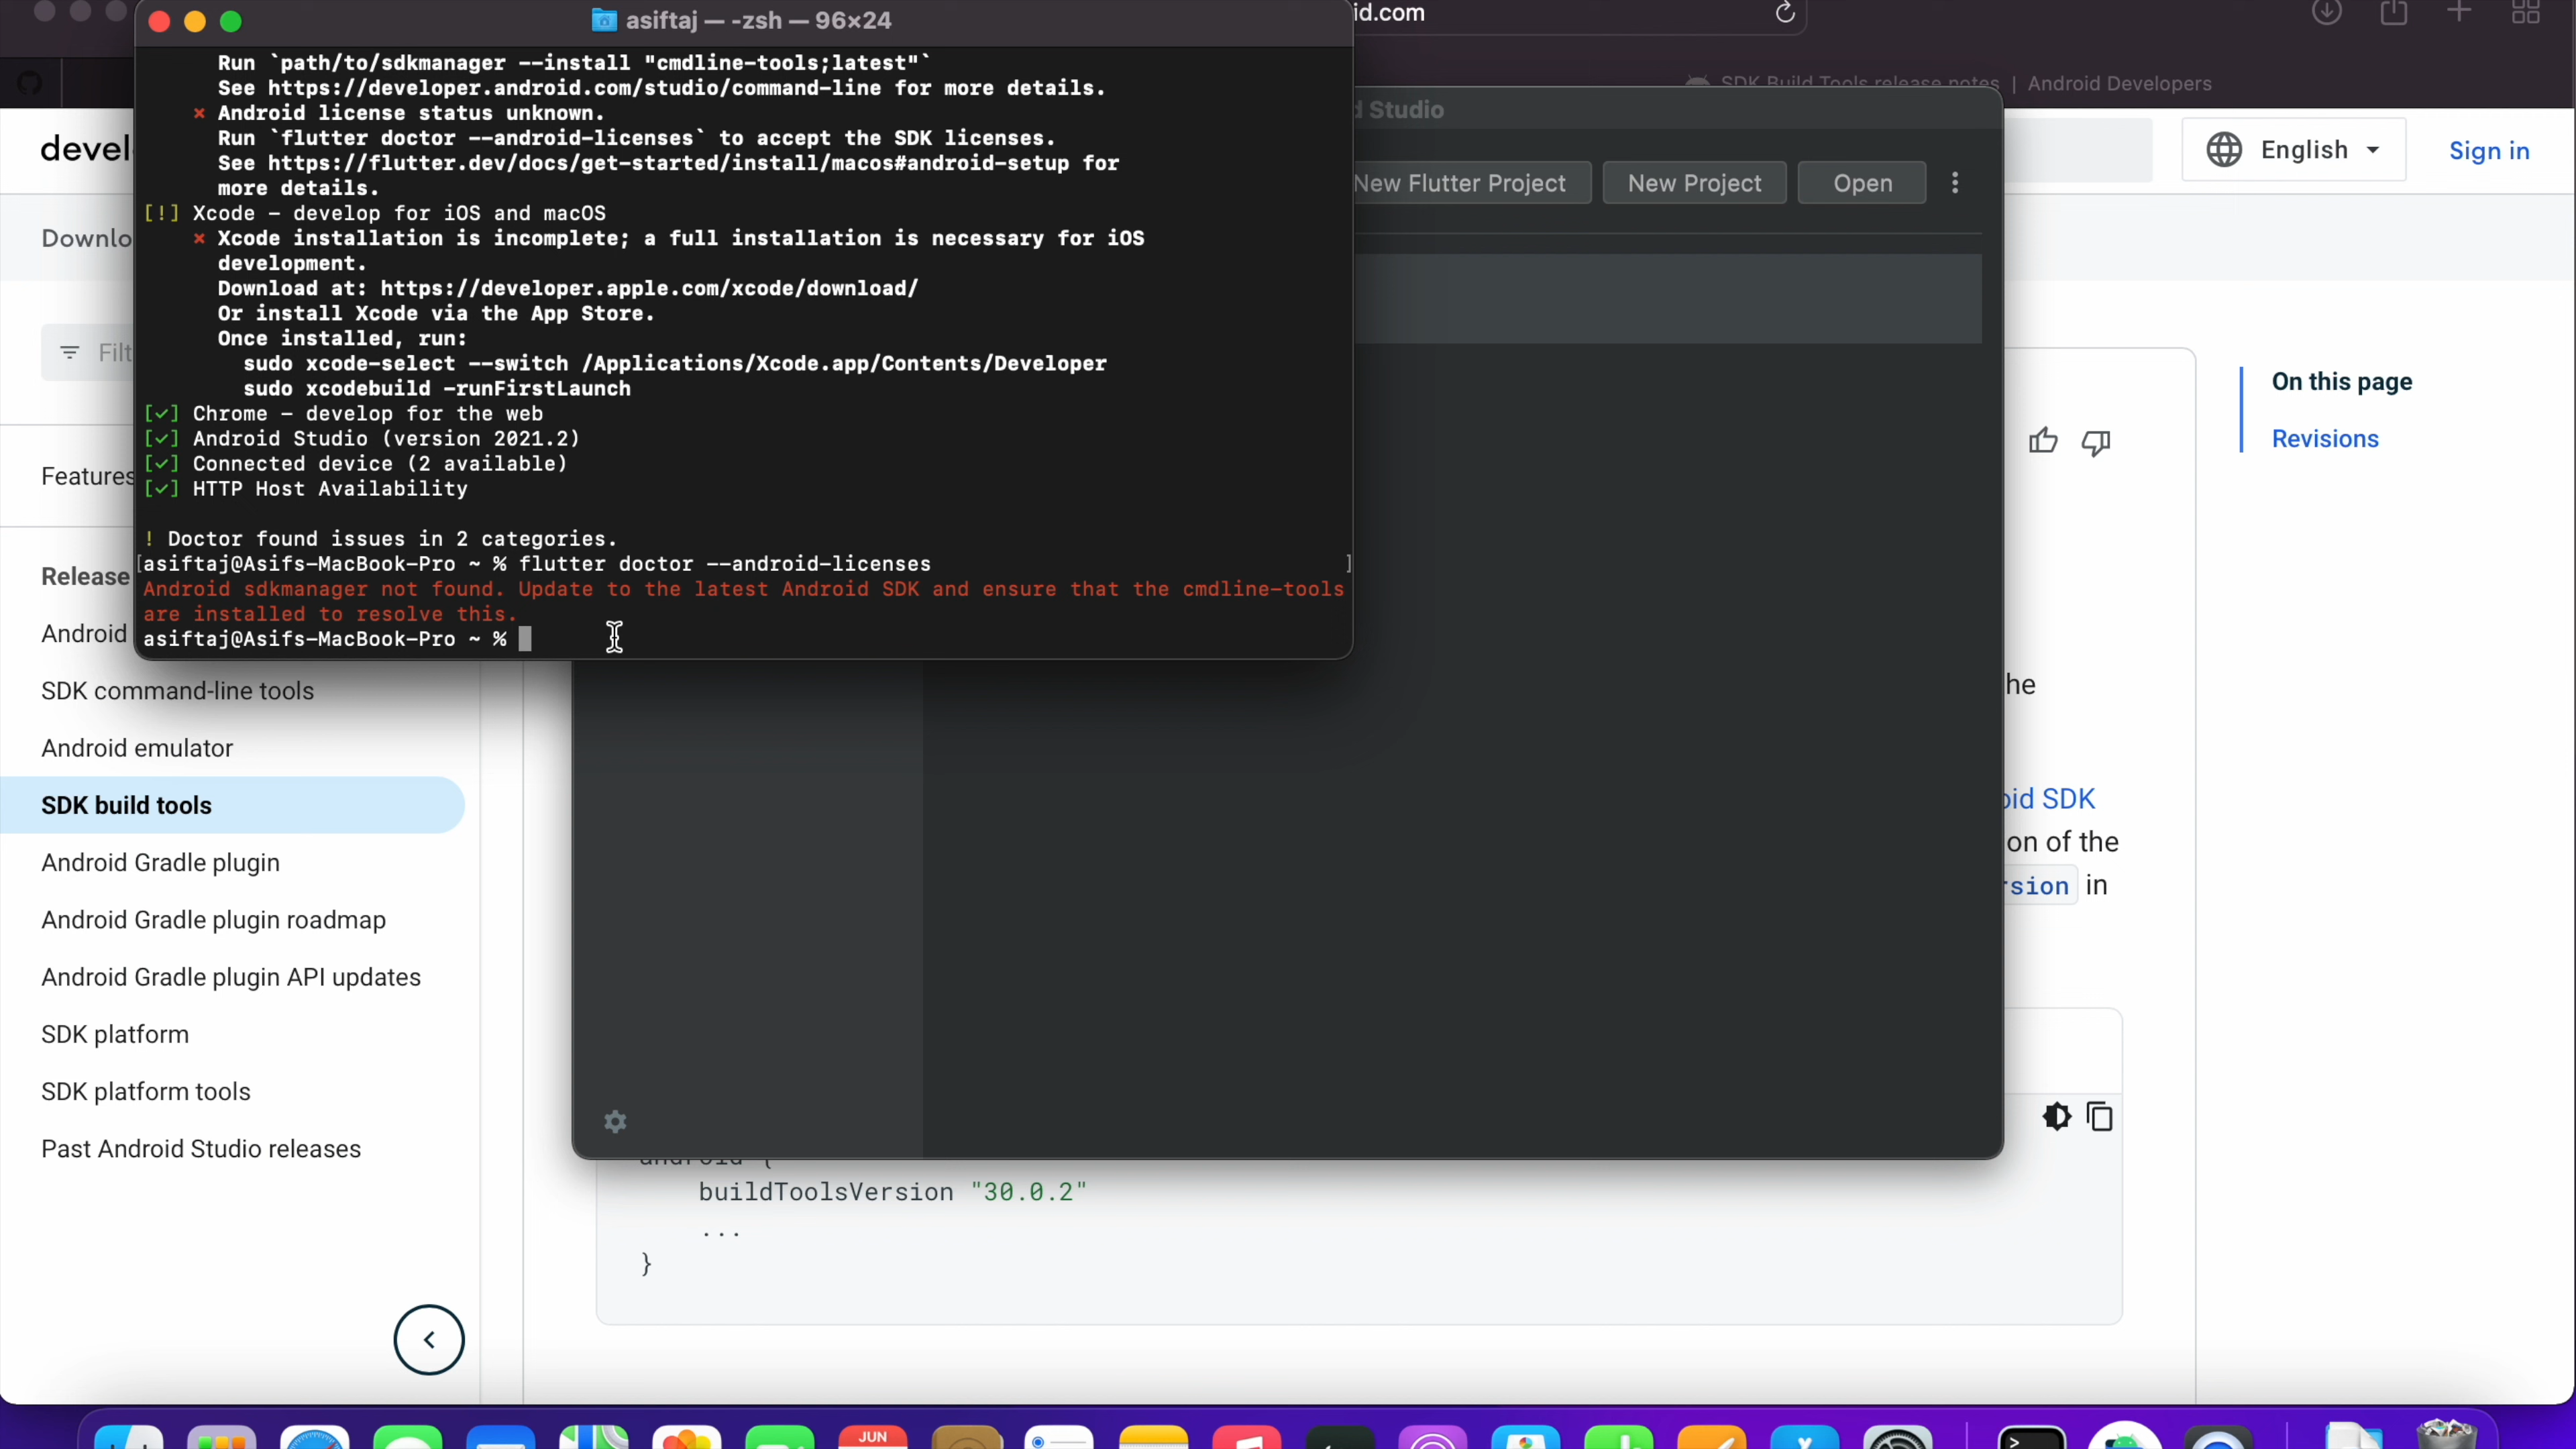 asiftaj — -zsh — 96×24
Run `path/to/sdkmanager --install "cmdline-tools;latest"`
See https://developer.android.com/studio/command-line for more details.
✗ Android license status unknown.
Run `flutter doctor --android-licenses` to accept the SDK licenses.
See https://flutter.dev/docs/get-started/install/macos#android-setup for
more details.
[!] Xcode - develop for iOS and macOS
✗ Xcode installation is incomplete; a full installation is necessary for iOS
development.
Download at: https://developer.apple.com/xcode/download/
Or install Xcode via the App Store.
Once installed, run:
sudo xcode-select --switch /Applications/Xcode.app/Contents/Developer
sudo xcodebuild -runFirstLaunch
[✓] Chrome - develop for the web
[✓] Android Studio (version 2021.2)
[✓] Connected device (2 available)
[✓] HTTP Host Availability
! Doctor found issues in 2 categories.
[asiftaj@Asifs-MacBook-Pro ~ % flutter doctor --android-licenses ]
Android sdkmanager not found. Update to the latest Android SDK and ensure that the cmdline-tools
are installed to resolve this.
asiftaj@Asifs-MacBook-Pro ~ %
id.com
SDK Build Tools release notes | Android Developers
d Studio
New Flutter Project
New Project
Open
English
Sign in
devel
Downlo
Filt
Features
Release
Android
SDK command-line tools
Android emulator
SDK build tools
Android Gradle plugin
Android Gradle plugin roadmap
Android Gradle plugin API updates
SDK platform
SDK platform tools
Past Android Studio releases
On this page
Revisions
he
oid SDK
on of the
rsion in
android {
buildToolsVersion "30.0.2"
...
}
JUN